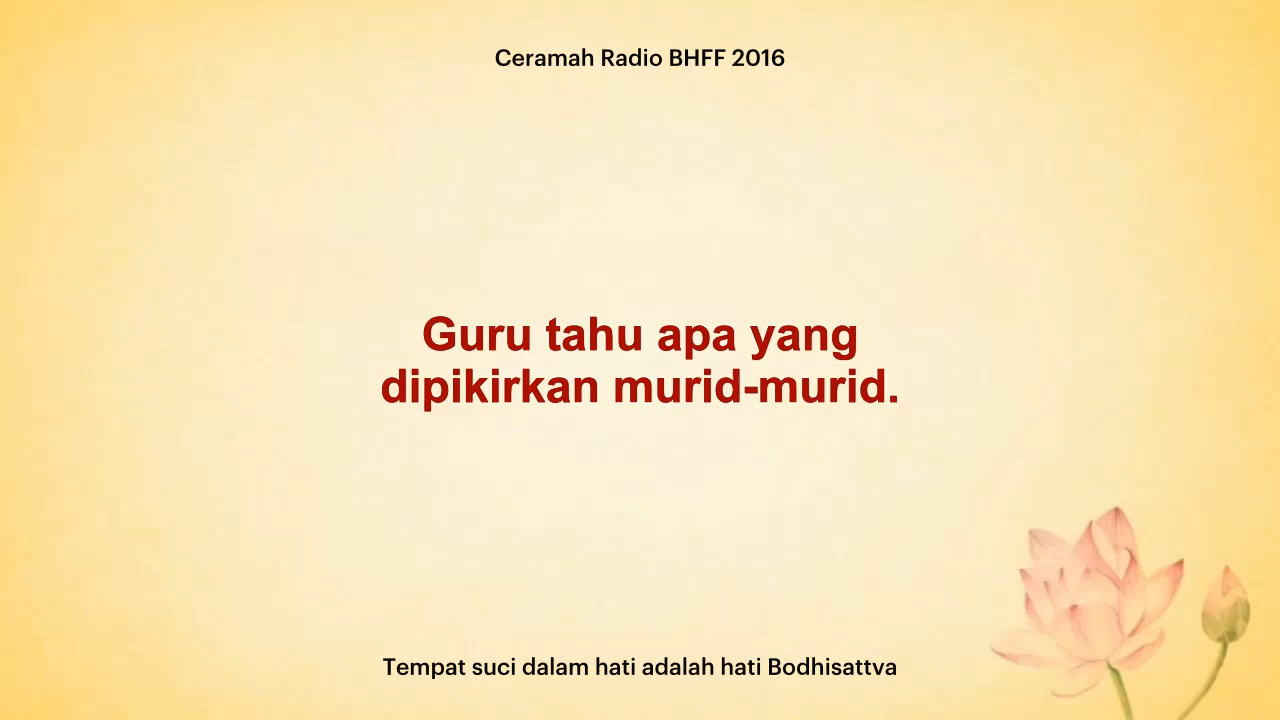 Ceramah Radio BHFF 2016
Guru tahu apa yang
dipikirkan murid-murid.
Tempat suci dalam hati adalah hati Bodhisattva